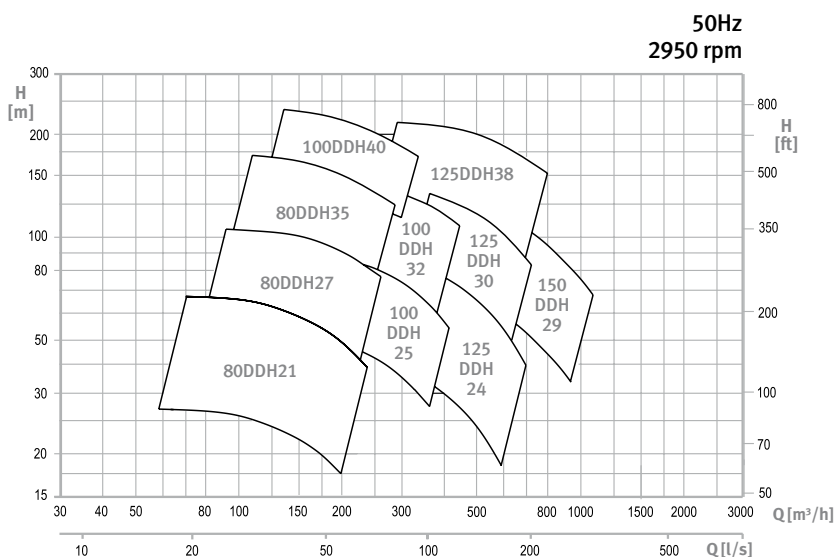 50Hz
2950 rpm
H
[m]
300
200
150
100
80
50
30
20
15
H
[ft]
800
500
350
200
100
70
50
100DDH40
125DDH38
80DDH35
100
DDH
32
125
DDH
30
80DDH27
150
DDH
29
100
DDH
25
125
DDH
24
80DDH21
30 40 50 80 100 150 200 300 500 800 1000 1500 2000 3000 Q[m³/h]
10 20 50 100 200 500 Q[l/s]